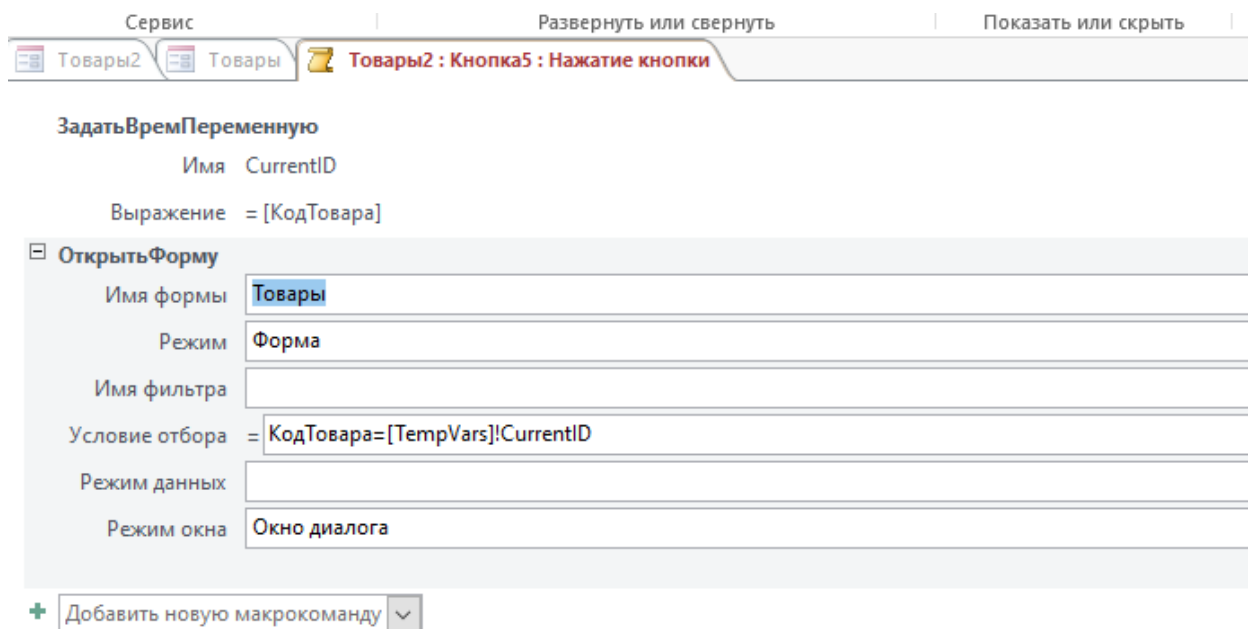 Сервис Развернуть или свернуть Показать или скрыть
Товары2 Товары Товары2 : Кнопка5 : Нажатие кнопки
ЗадатьВремПеременную
Имя CurrentID
Выражение = [КодТовара]
ОткрытьФорму
Имя формы Товары
Режим Форма
Имя фильтра
Условие отбора = КодТовара=[TempVars]!CurrentID
Режим данных
Режим окна Окно диалога
Добавить новую макрокоманду